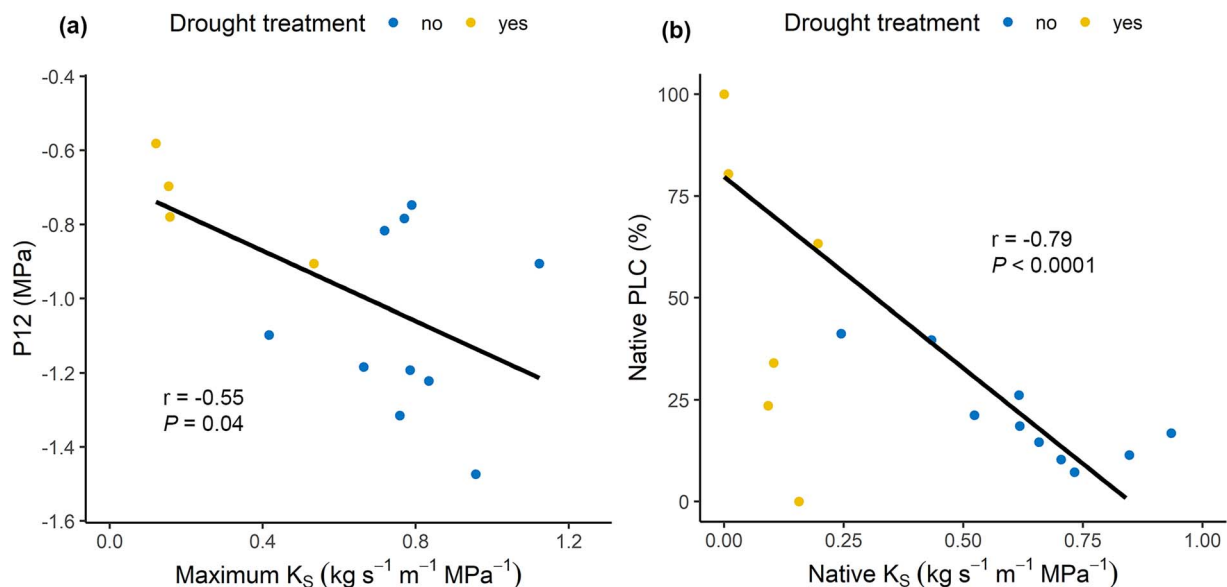 (a) Drought treatment no yes
-0.4
-0.6
-0.8
-1.0
-1.2
-1.4
-1.6
P12 (MPa)
r = -0.55
P = 0.04
0.0 0.4 0.8 1.2
Maximum K_S (kg s⁻¹ m⁻¹ MPa⁻¹)
(b) Drought treatment no yes
100
75
50
25
0
Native PLC (%)
r = -0.79
P < 0.0001
0.00 0.25 0.50 0.75 1.00
Native K_S (kg s⁻¹ m⁻¹ MPa⁻¹)